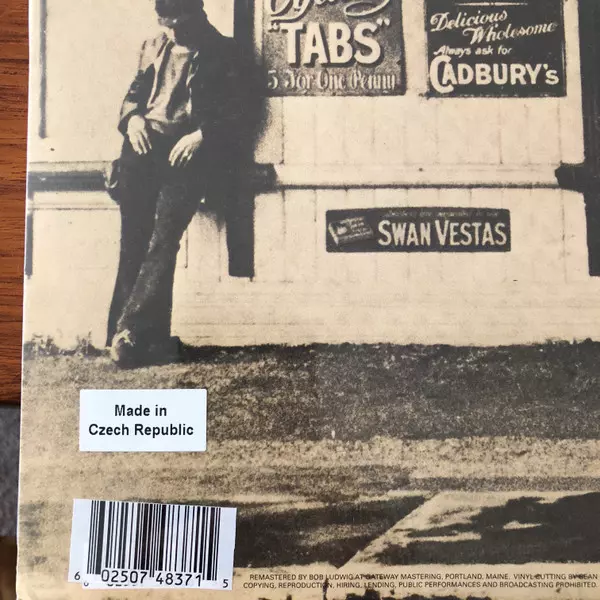 "TABS"
5 For One Penny
Delicious
Wholesome
Always ask for
CADBURY'S
SWAN VESTAS
Made in
Czech Republic
6 02507 48371 5
REMASTERED BY BOB LUDWIG AT GATEWAY MASTERING, PORTLAND, MAINE. VINYL CUTTING BY SEAN
COPYING, REPRODUCTION, HIRING, LENDING, PUBLIC PERFORMANCES AND BROADCASTING PROHIBITED.